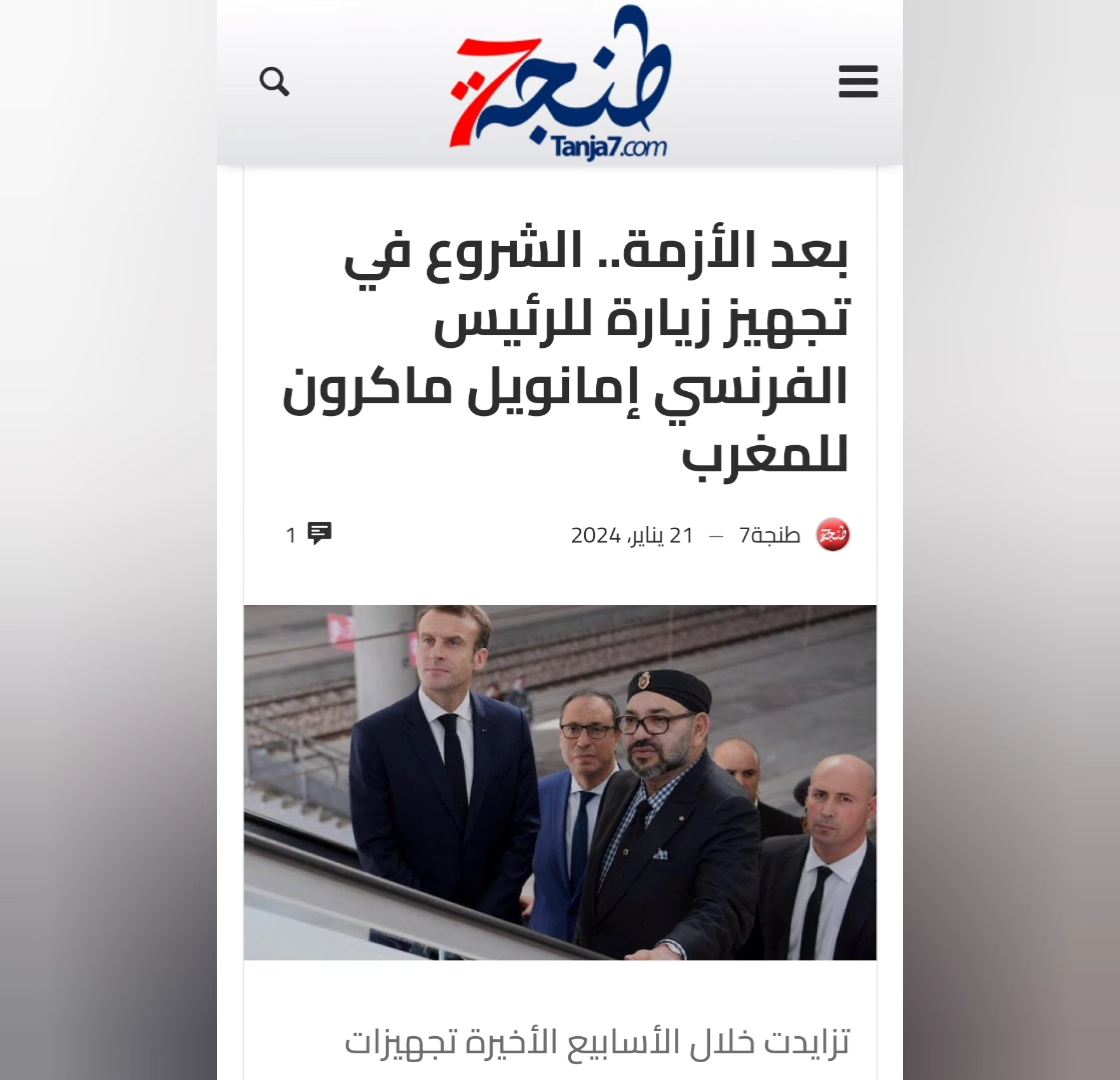 طنجة7
Tanja7.com
بعد الأزمة.. الشروع في
تجهيز زيارة للرئيس
الفرنسي إمانويل ماكرون
للمغرب
طنجة7 — 21 يناير، 2024
1
تزايدت خلال الأسابيع الأخيرة تجهيزات